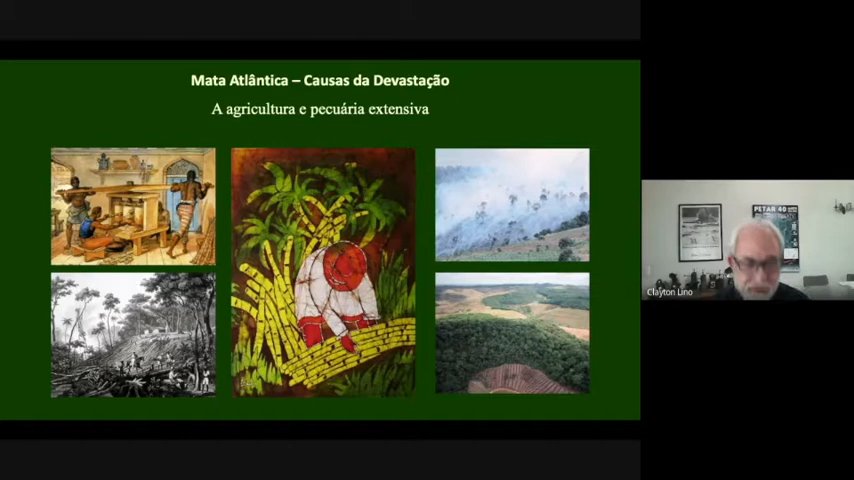 Mata Atlântica – Causas da Devastação
A agricultura e pecuária extensiva
PETAR 40
Clayton Lino